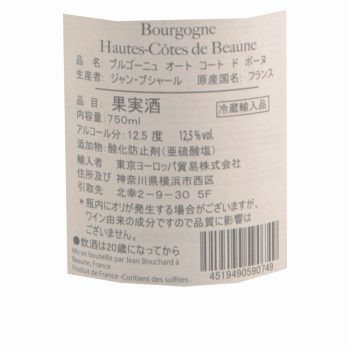 Bourgogne
Hautes-Côtes de Beaune
品 名: ブルゴーニュ オート コート ド ボーヌ
生産者: ジャン・ブシャール 原産国名: フランス
品 目: 果実酒 冷蔵輸入品
内容量: 750ml
アルコール分: 12.5 度 12,5% vol.
添加物: 酸化防止剤(亜硫酸塩)
輸入者 東京ヨーロッパ貿易株式会社
住所及び 神奈川県横浜市西区
引取先 北幸2-9-30 5F
*瓶内にオリが発生する場合がございますが、
ワイン由来の成分ですので品質に影響は
ございません。
●飲酒は20歳になってから
Mis en bouteille par Jean Bouchard à
Beaune, France
Produit de France -Contient des sulfites .
4519490590749